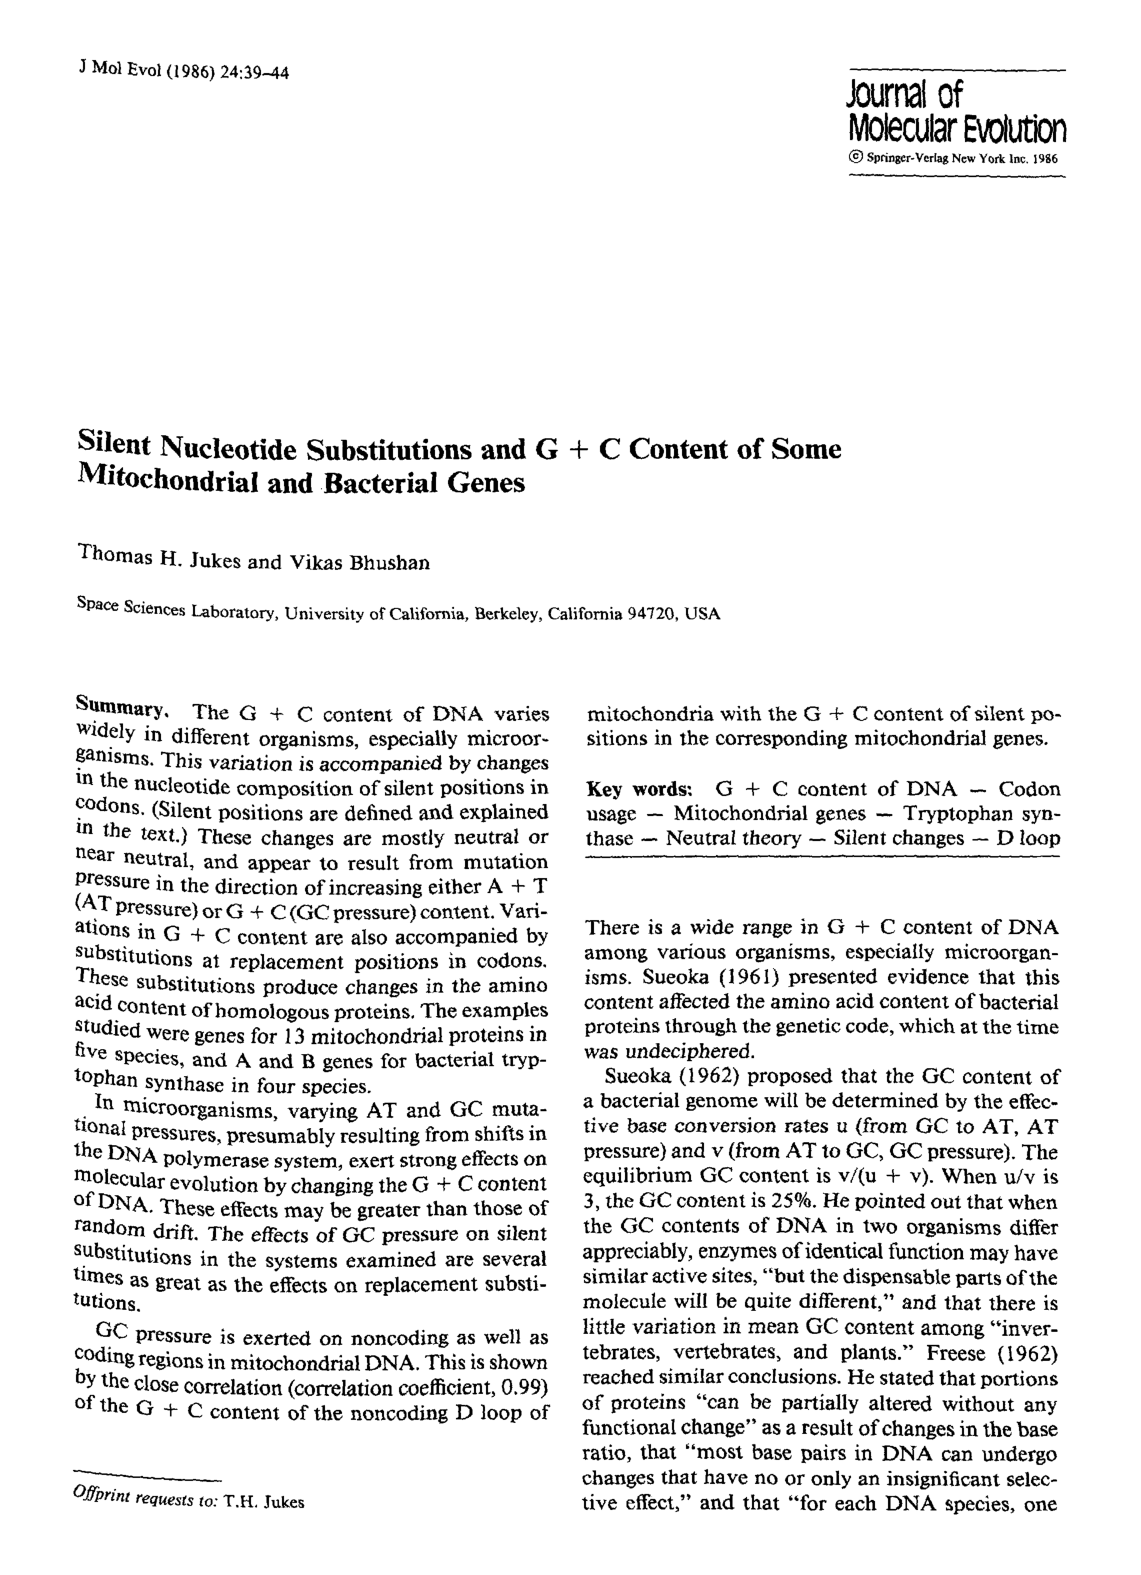 J Mol Evol (1986) 24:39–44
Journal of
Molecular Evolution
© Springer-Verlag New York Inc. 1986
Silent Nucleotide Substitutions and G + C Content of Some
Mitochondrial and Bacterial Genes
Thomas H. Jukes and Vikas Bhushan
Space Sciences Laboratory, University of California, Berkeley, California 94720, USA
Summary. The G + C content of DNA varies
widely in different organisms, especially microor-
ganisms. This variation is accompanied by changes
in the nucleotide composition of silent positions in
codons. (Silent positions are defined and explained
in the text.) These changes are mostly neutral or
near neutral, and appear to result from mutation
pressure in the direction of increasing either A + T
(AT pressure) or G + C (GC pressure) content. Vari-
ations in G + C content are also accompanied by
substitutions at replacement positions in codons.
These substitutions produce changes in the amino
acid content of homologous proteins. The examples
studied were genes for 13 mitochondrial proteins in
five species, and A and B genes for bacterial tryp-
tophan synthase in four species.
In microorganisms, varying AT and GC muta-
tional pressures, presumably resulting from shifts in
the DNA polymerase system, exert strong effects on
molecular evolution by changing the G + C content
of DNA. These effects may be greater than those of
random drift. The effects of GC pressure on silent
substitutions in the systems examined are several
times as great as the effects on replacement substi-
tutions.
GC pressure is exerted on noncoding as well as
coding regions in mitochondrial DNA. This is shown
by the close correlation (correlation coefficient, 0.99)
of the G + C content of the noncoding D loop of
Offprint requests to: T.H. Jukes
mitochondria with the G + C content of silent po-
sitions in the corresponding mitochondrial genes.
Key words: G + C content of DNA — Codon
usage — Mitochondrial genes — Tryptophan syn-
thase — Neutral theory — Silent changes — D loop
There is a wide range in G + C content of DNA
among various organisms, especially microorgan-
isms. Sueoka (1961) presented evidence that this
content affected the amino acid content of bacterial
proteins through the genetic code, which at the time
was undeciphered.
Sueoka (1962) proposed that the GC content of
a bacterial genome will be determined by the effec-
tive base conversion rates u (from GC to AT, AT
pressure) and v (from AT to GC, GC pressure). The
equilibrium GC content is v/(u + v). When u/v is
3, the GC content is 25%. He pointed out that when
the GC contents of DNA in two organisms differ
appreciably, enzymes of identical function may have
similar active sites, “but the dispensable parts of the
molecule will be quite different,” and that there is
little variation in mean GC content among “inver-
tebrates, vertebrates, and plants.” Freese (1962)
reached similar conclusions. He stated that portions
of proteins “can be partially altered without any
functional change” as a result of changes in the base
ratio, that “most base pairs in DNA can undergo
changes that have no or only an insignificant selec-
tive effect,” and that “for each DNA species, one